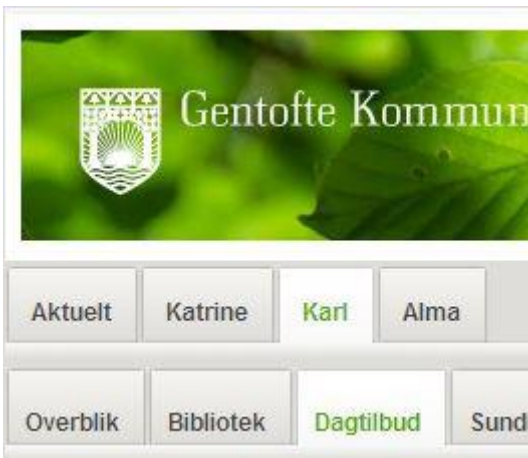 Gentofte Kommun
Aktuelt Katrine Karl Alma
Overblik Bibliotek Dagtilbud Sund